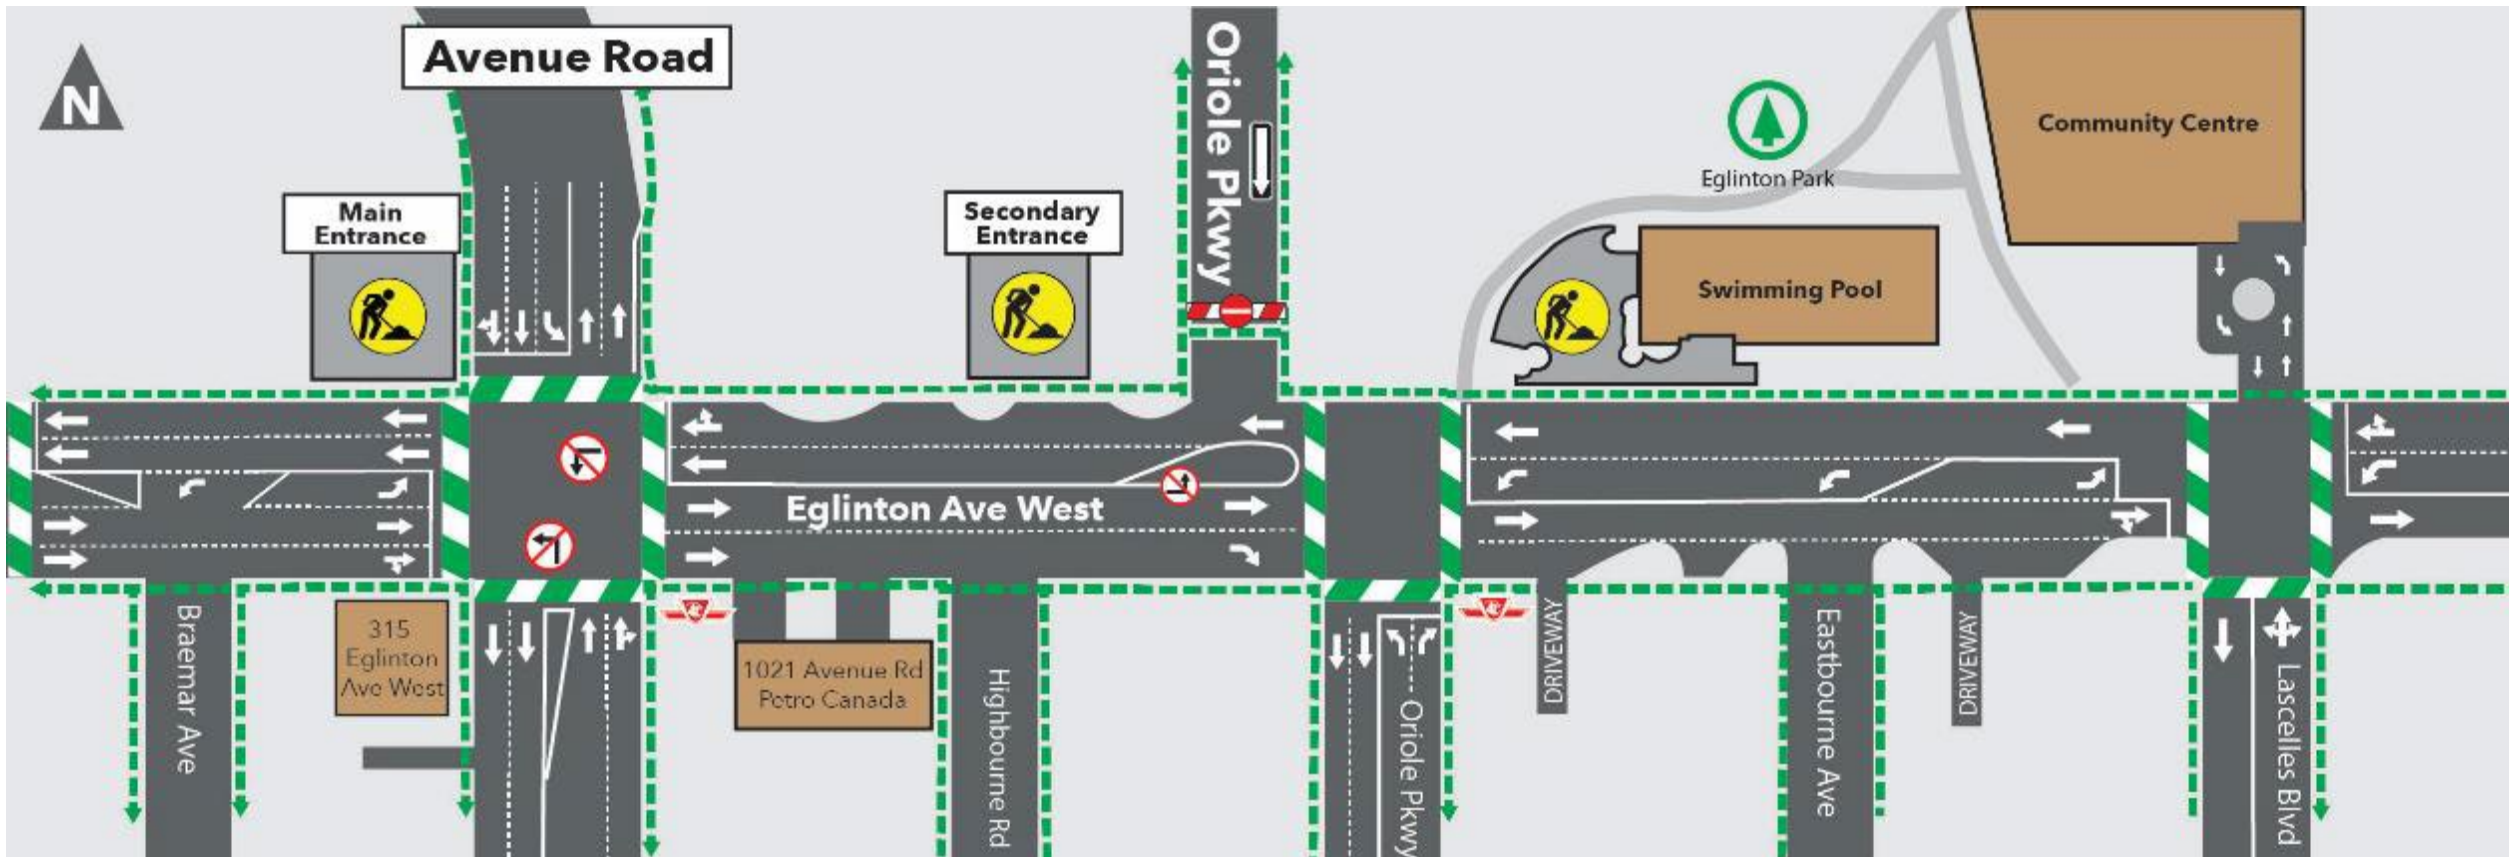 Avenue Road
N
Oriole Pkwy
Community Centre
Eglinton Park
Main
Entrance
Secondary
Entrance
Swimming Pool
Eglinton Ave West
Braemar Ave
315
Eglinton
Ave West
1021 Avenue Rd
Petro Canada
Highbourne Rd
Oriole Pkwy
DRIVEWAY
Eastbourne Ave
DRIVEWAY
Lascelles Blvd